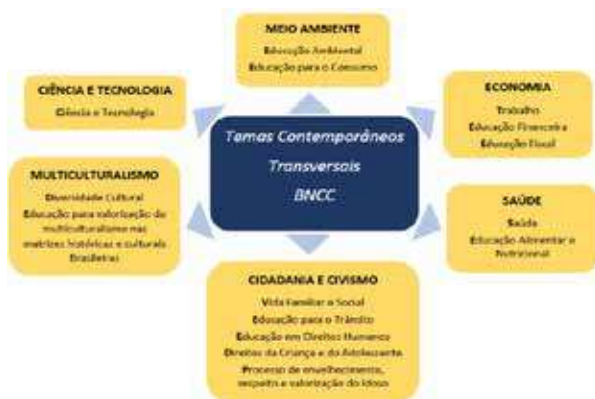 MEIO AMBIENTE
Educação Ambiental
Educação para o Consumo
CIÊNCIA E TECNOLOGIA
Ciência e Tecnologia
ECONOMIA
Trabalho
Educação Financeira
Educação Fiscal
Temas Contemporâneos
Transversais
BNCC
MULTICULTURALISMO
Diversidade Cultural
Educação para valorização do
multiculturalismo nas
matrizes históricas e culturais
Brasileiras
SAÚDE
Saúde
Educação Alimentar e
Nutricional
CIDADANIA E CIVISMO
Vida Familiar e Social
Educação para o Trânsito
Educação em Direitos Humanos
Direitos da Criança e do Adolescente
Processo de envelhecimento,
respeito e valorização do Idoso